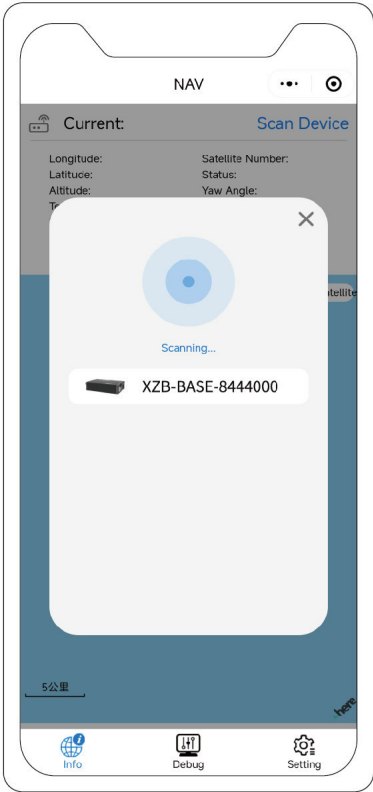 NAV
Current:
Scan Device
Longitude:
Satellite Number:
Latitude:
Status:
Altitude:
Yaw Angle:
Scanning...
XZB-BASE-8444000
5公里
here
Info
Debug
Setting